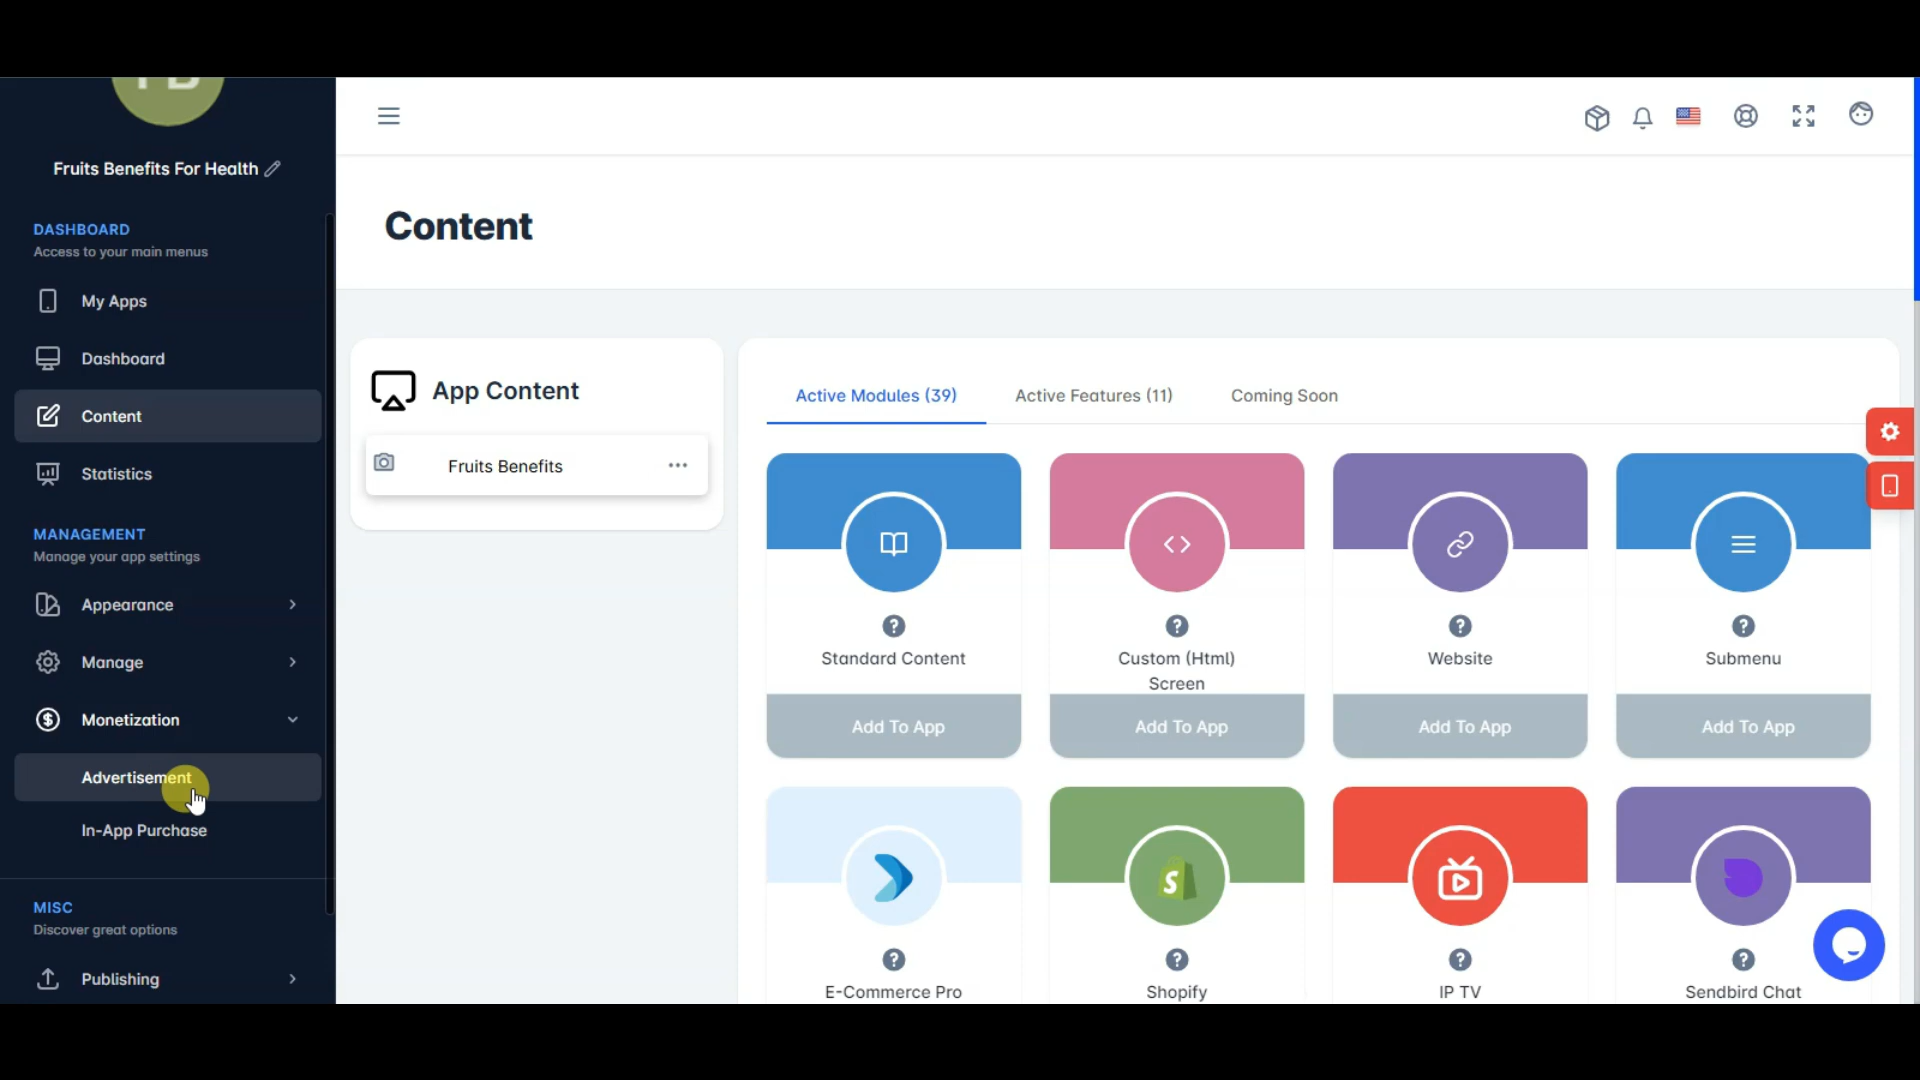 Fruits Benefits For Health
DASHBOARD
Access to your main menus
My Apps
Dashboard
Content
Statistics
MANAGEMENT
Manage your app settings
Appearance
Manage
Monetization
Advertisement
In-App Purchase
MISC
Discover great options
Publishing
Content
App Content
Fruits Benefits
Active Modules (39) Active Features (11) Coming Soon
Standard Content
Add To App
Custom (Html)
Screen
Add To App
Website
Add To App
Submenu
Add To App
E-Commerce Pro
Shopify
IP TV
Sendbird Chat